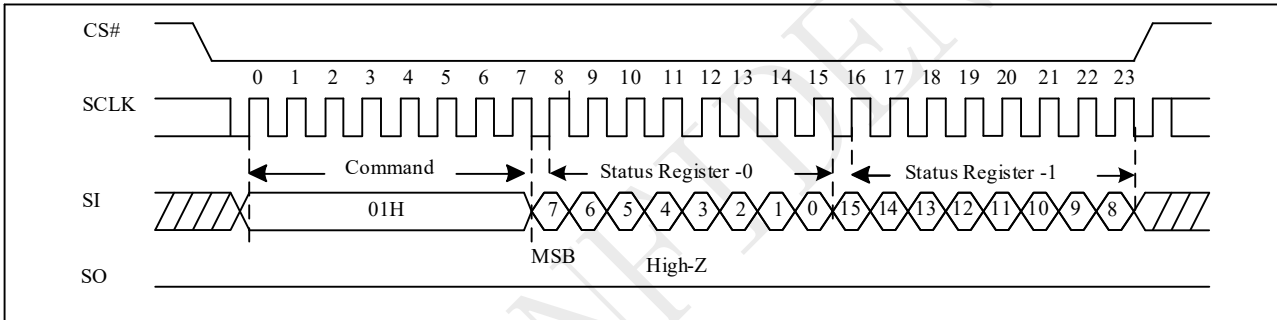 CS#
0 1 2 3 4 5 6 7 8 9 10 11 12 13 14 15 16 17 18 19 20 21 22 23
SCLK
Command Status Register -0 Status Register -1
SI 01H 7 6 5 4 3 2 1 0 15 14 13 12 11 10 9 8
MSB High-Z
SO